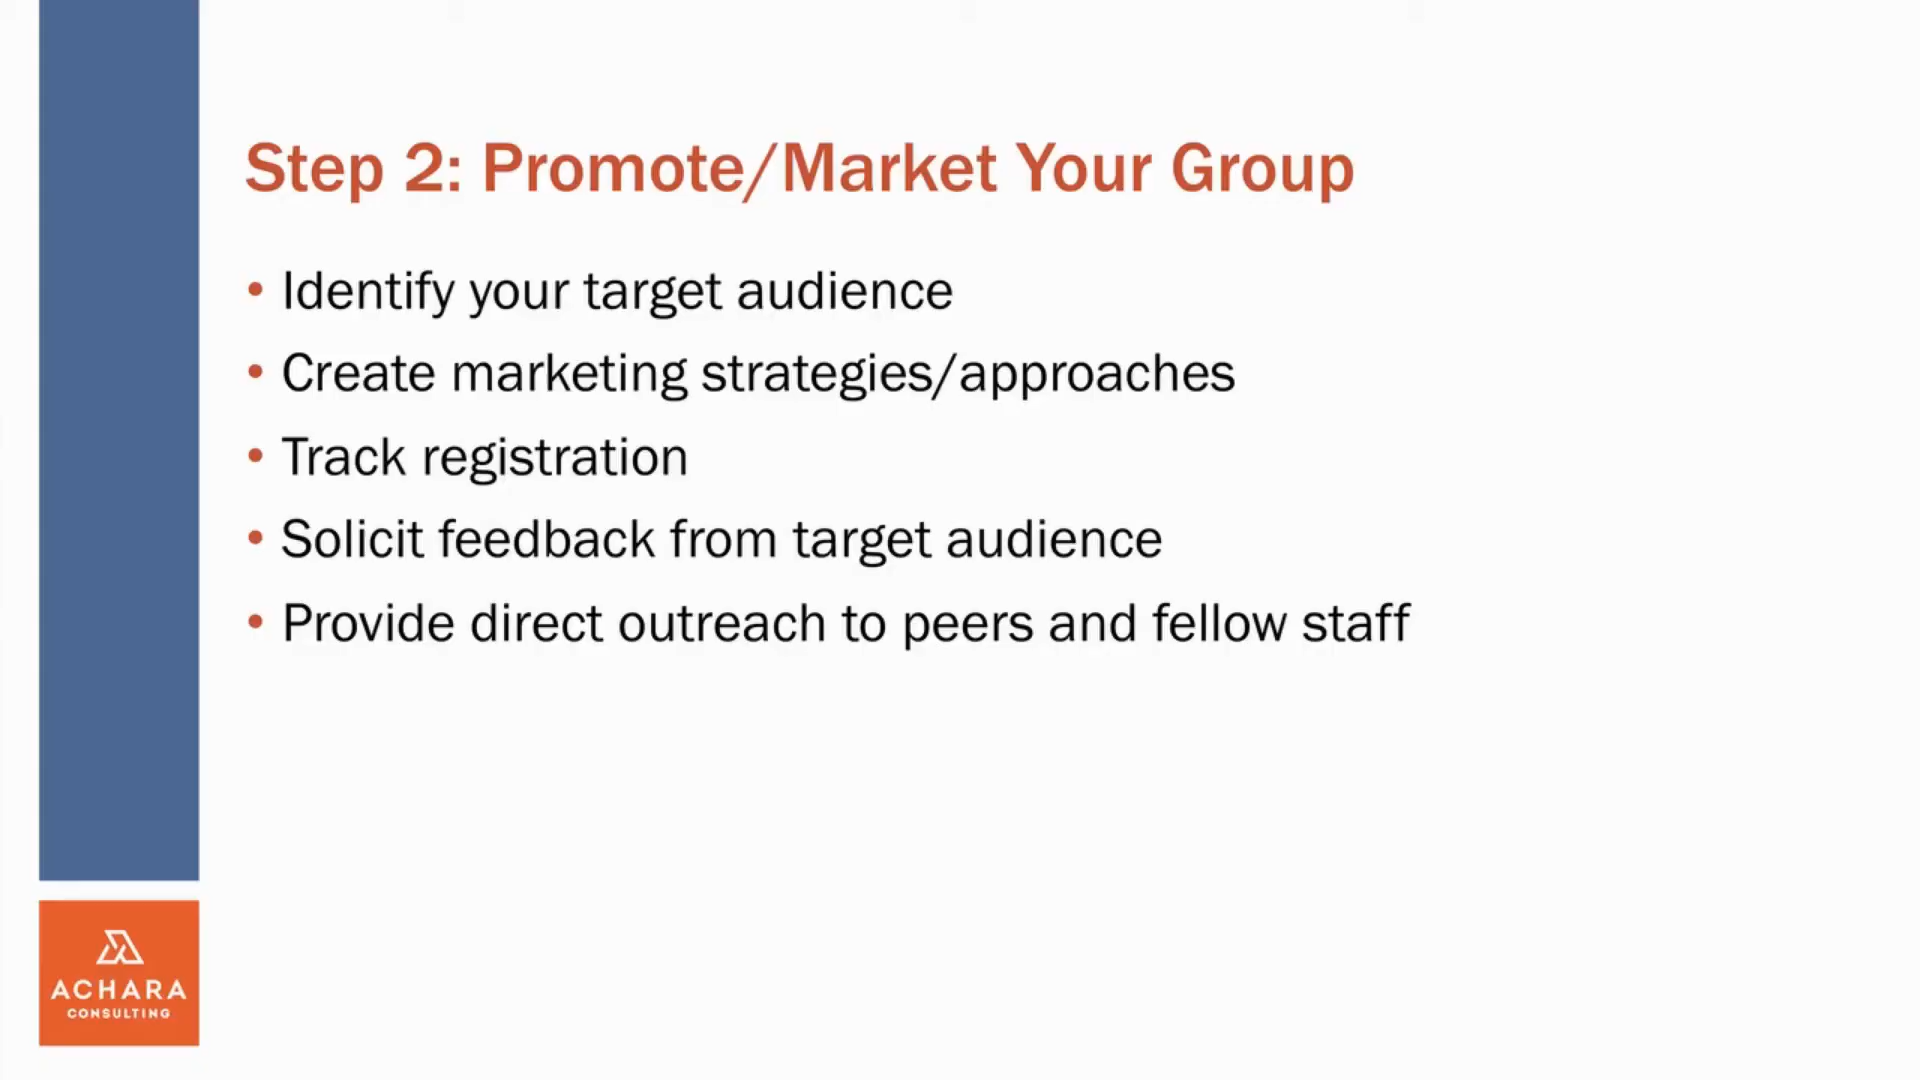 Step 2: Promote/Market Your Group
• Identify your target audience
• Create marketing strategies/approaches
• Track registration
• Solicit feedback from target audience
• Provide direct outreach to peers and fellow staff
ACHARA
CONSULTING